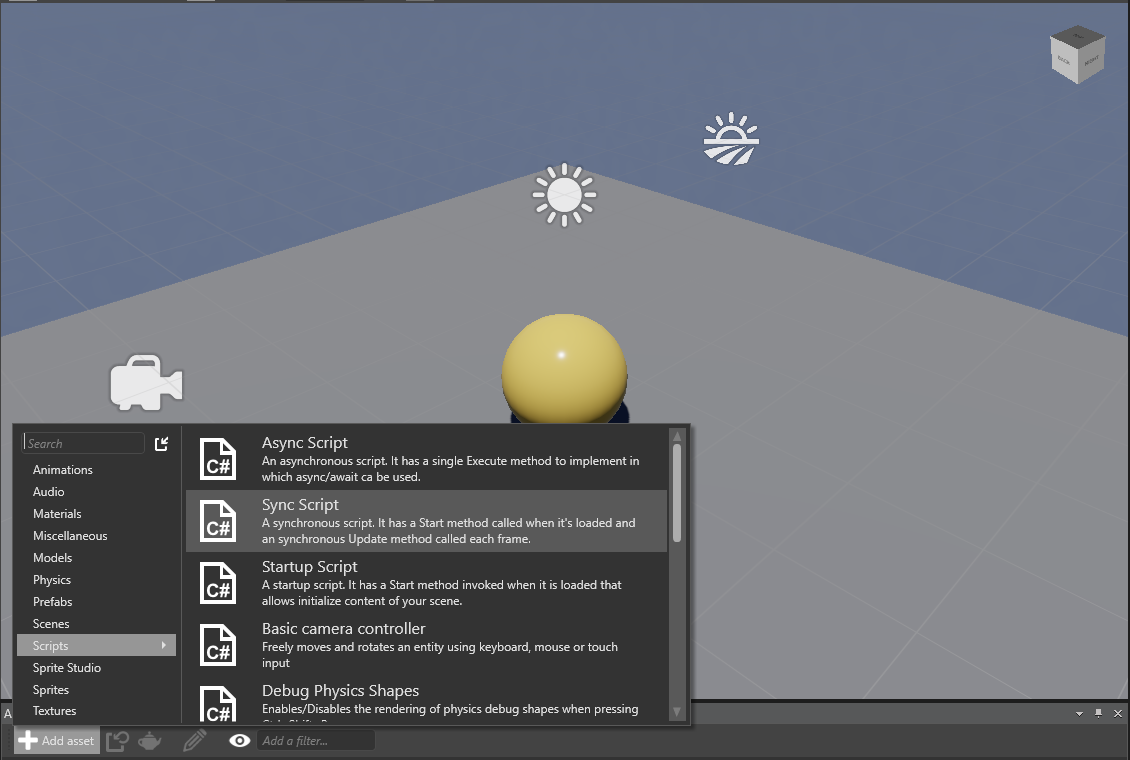 BACK
RIGHT
Search
Animations
Audio
Materials
Miscellaneous
Models
Physics
Prefabs
Scenes
Scripts
Sprite Studio
Sprites
Textures
Async Script
An asynchronous script. It has a single Execute method to implement in
which async/await ca be used.
Sync Script
A synchronous script. It has a Start method called when it's loaded and
an synchronous Update method called each frame.
Startup Script
A startup script. It has a Start method invoked when it is loaded that
allows initialize content of your scene.
Basic camera controller
Freely moves and rotates an entity using keyboard, mouse or touch
input
Debug Physics Shapes
Enables/Disables the rendering of physics debug shapes when pressing
C#
C#
C#
C#
C#
A
Add asset
Add a filter...